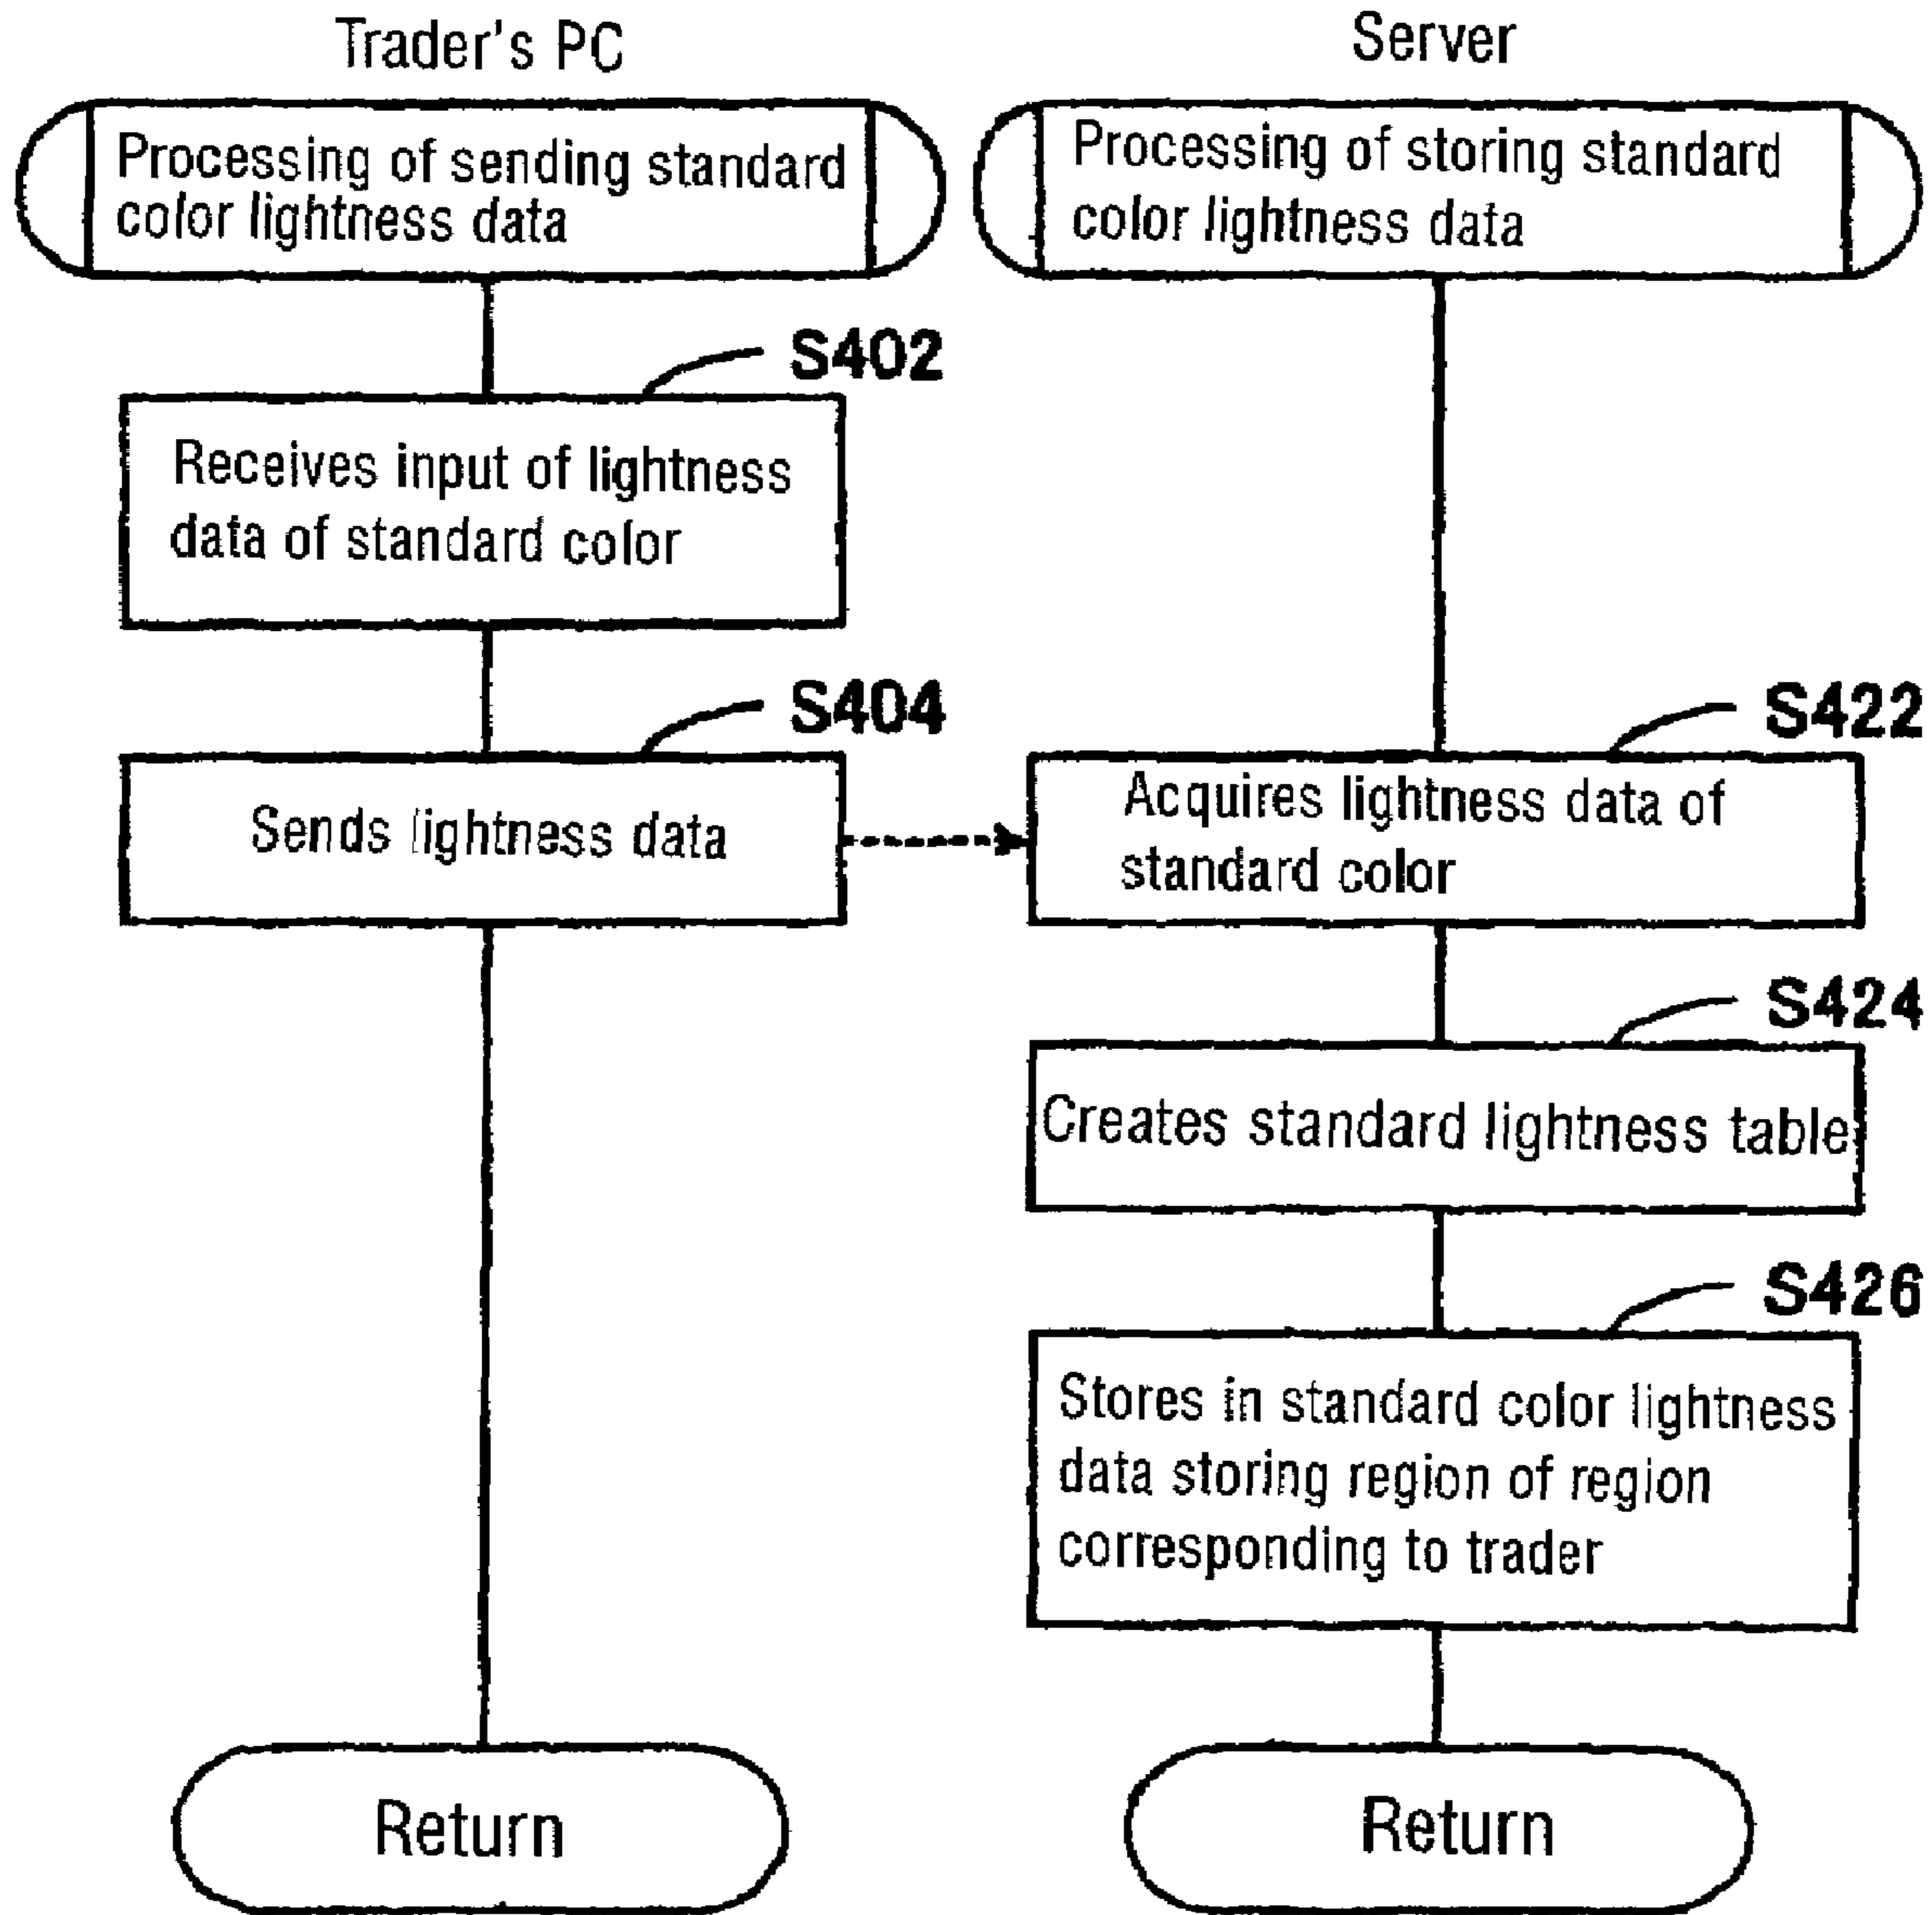 Trader's PC
Processing of sending standard
color lightness data
S402
Receives input of lightness
data of standard color
S404
Sends lightness data
Return
Server
Processing of storing standard
color lightness data
S422
Acquires lightness data of
standard color
S424
Creates standard lightness table
S426
Stores in standard color lightness
data storing region of region
corresponding to trader
Return